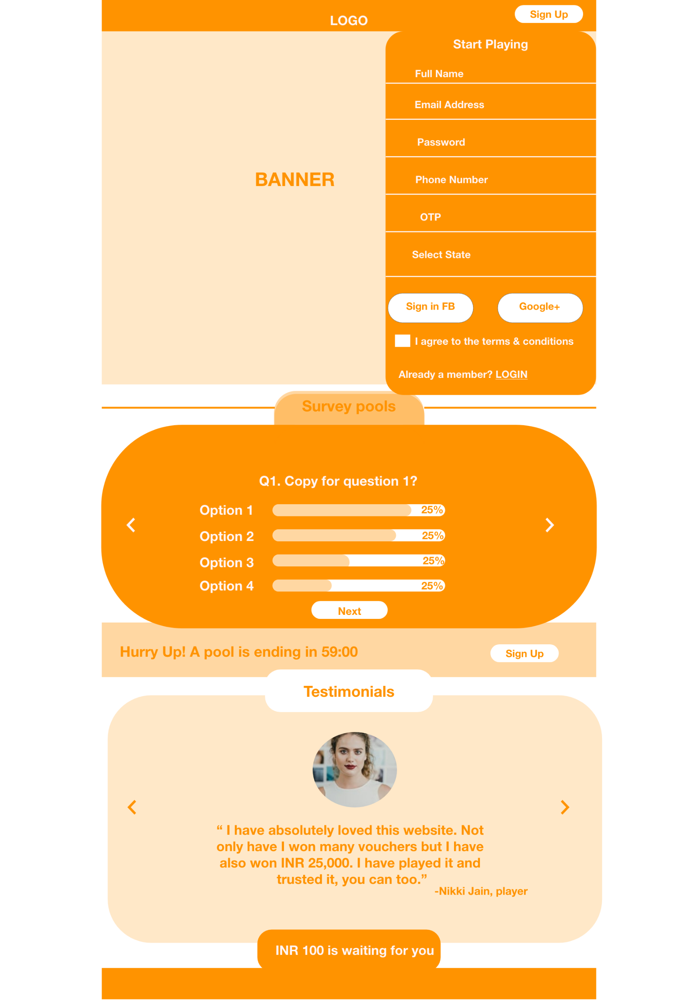 LOGO
Sign Up
Start Playing
Full Name
Email Address
Password
BANNER
Phone Number
OTP
Select State
Sign in FB
Google+
I agree to the terms & conditions
Already a member? LOGIN
Survey pools
Q1. Copy for question 1?
Option 1 25%
Option 2 25%
Option 3 25%
Option 4 25%
Next
Hurry Up! A pool is ending in 59:00
Sign Up
Testimonials
“ I have absolutely loved this website. Not
only have I won many vouchers but I have
also won INR 25,000. I have played it and
trusted it, you can too.”
-Nikki Jain, player
INR 100 is waiting for you